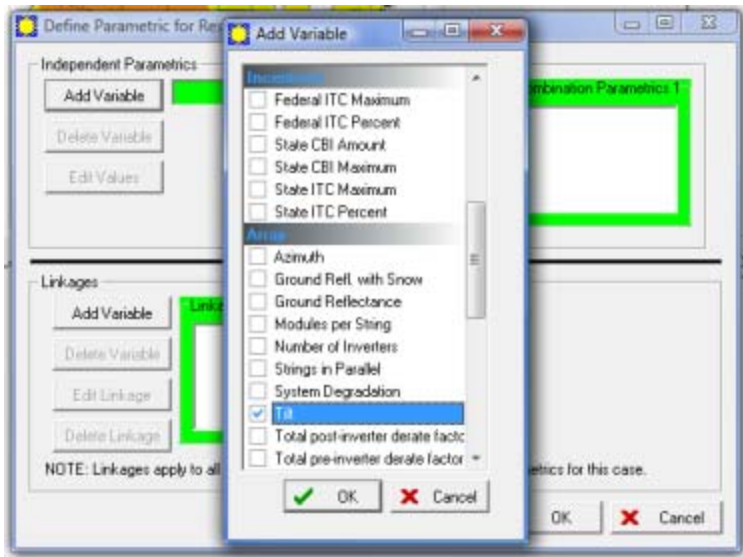 Define Parametric for Res
Add Variable
Independent Parametrics
Add Variable
Delete Variable
Edit Values
mbination Parametrics 1
Incentives
Federal ITC Maximum
Federal ITC Percent
State CBI Amount
State CBI Maximum
State ITC Maximum
State ITC Percent
Array
Azimuth
Ground Refl. with Snow
Ground Reflectance
Modules per String
Number of Inverters
Strings in Parallel
System Degradation
Tilt
Total post-inverter derate facto
Total pre-inverter derate factor
OK
Cancel
Linkages
Add Variable
Linka
Delete Variable
Edit Linkage
Delete Linkage
NOTE: Linkages apply to all
etrics for this case.
OK
Cancel